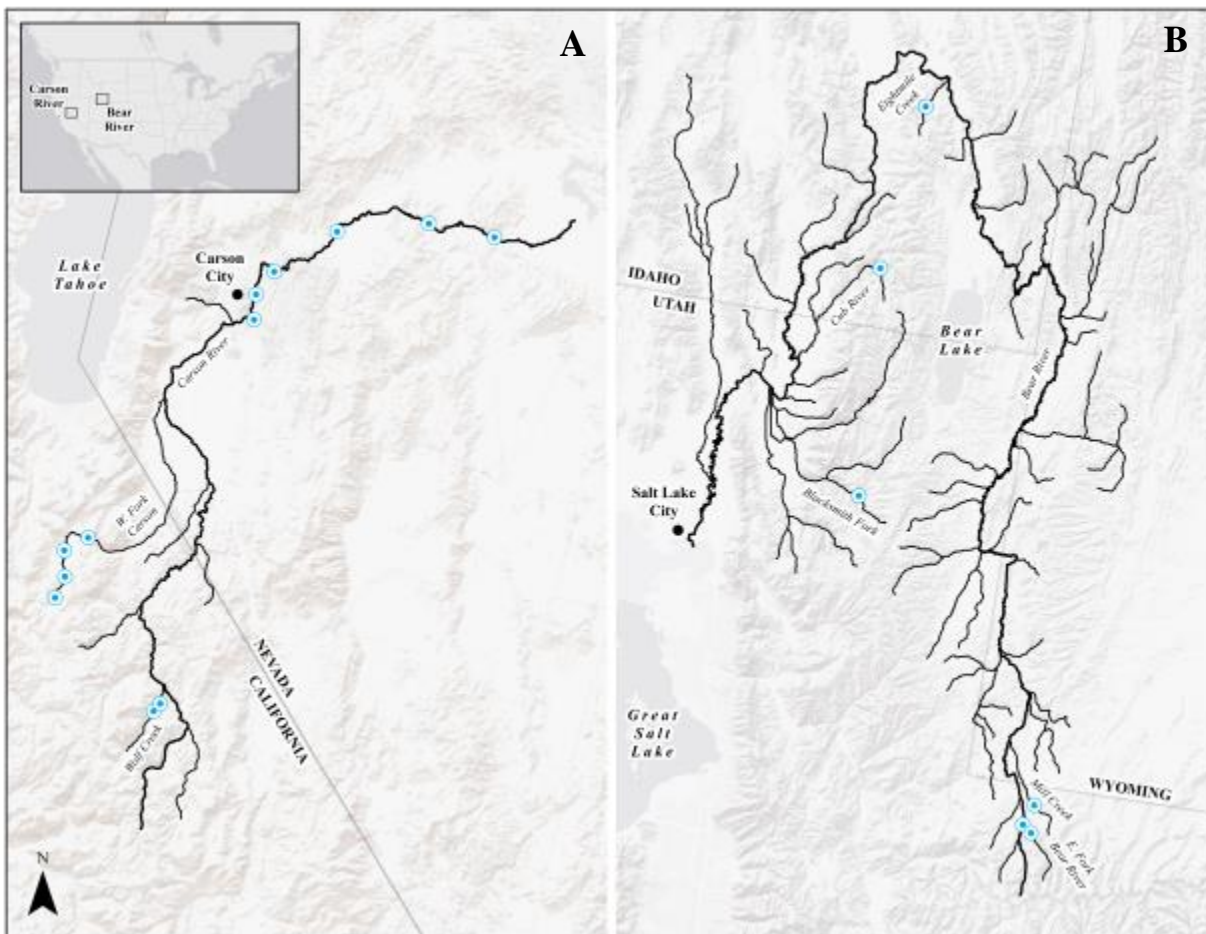 A
Carson
River
Bear
River
Lake
Tahoe
Carson
City
Carson River
W. Fork
Carson
NEVADA
CALIFORNIA
Wolf Creek
N
B
Eightmile
Creek
IDAHO
UTAH
Cub River
Bear
Lake
Bear River
Salt Lake
City
Blacksmith Fork
Great
Salt
Lake
WYOMING
Mill Creek
E. Fork
Bear River